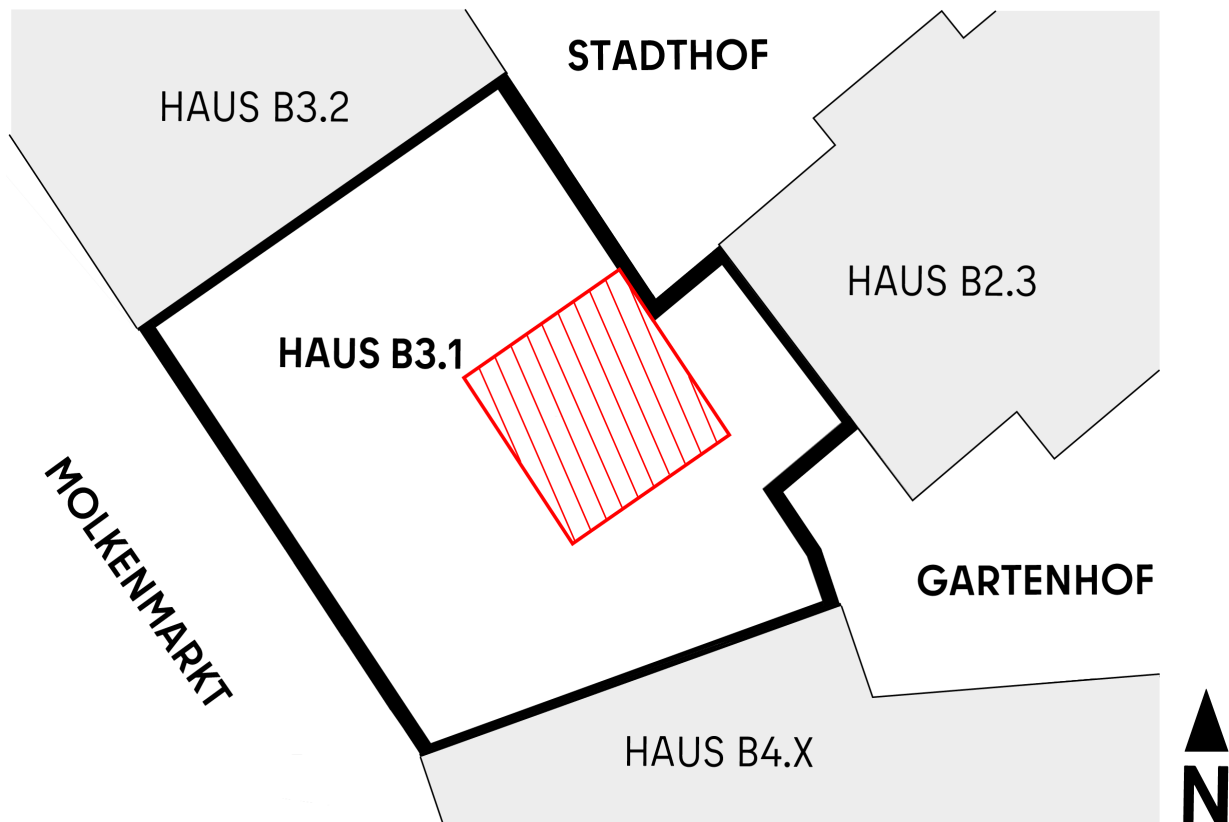 STADTHOF
HAUS B3.2
HAUS B2.3
HAUS B3.1
MOLKENMARKT
GARTENHOF
HAUS B4.X
N